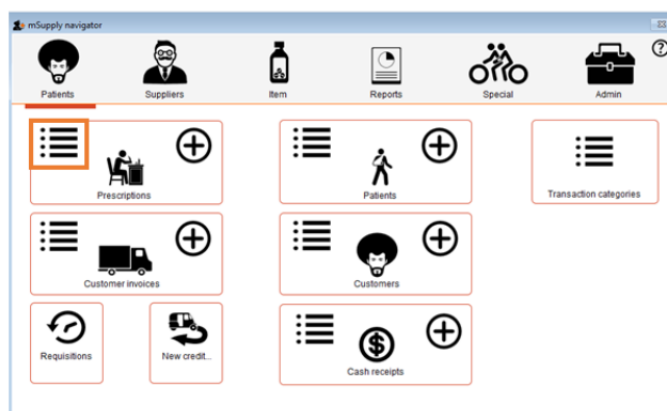 mSupply navigator
?
Patients
Suppliers
Item
Reports
Special
Admin
Prescriptions
Patients
Transaction categories
Customer invoices
Customers
Requisitions
New credit...
$
Cash receipts